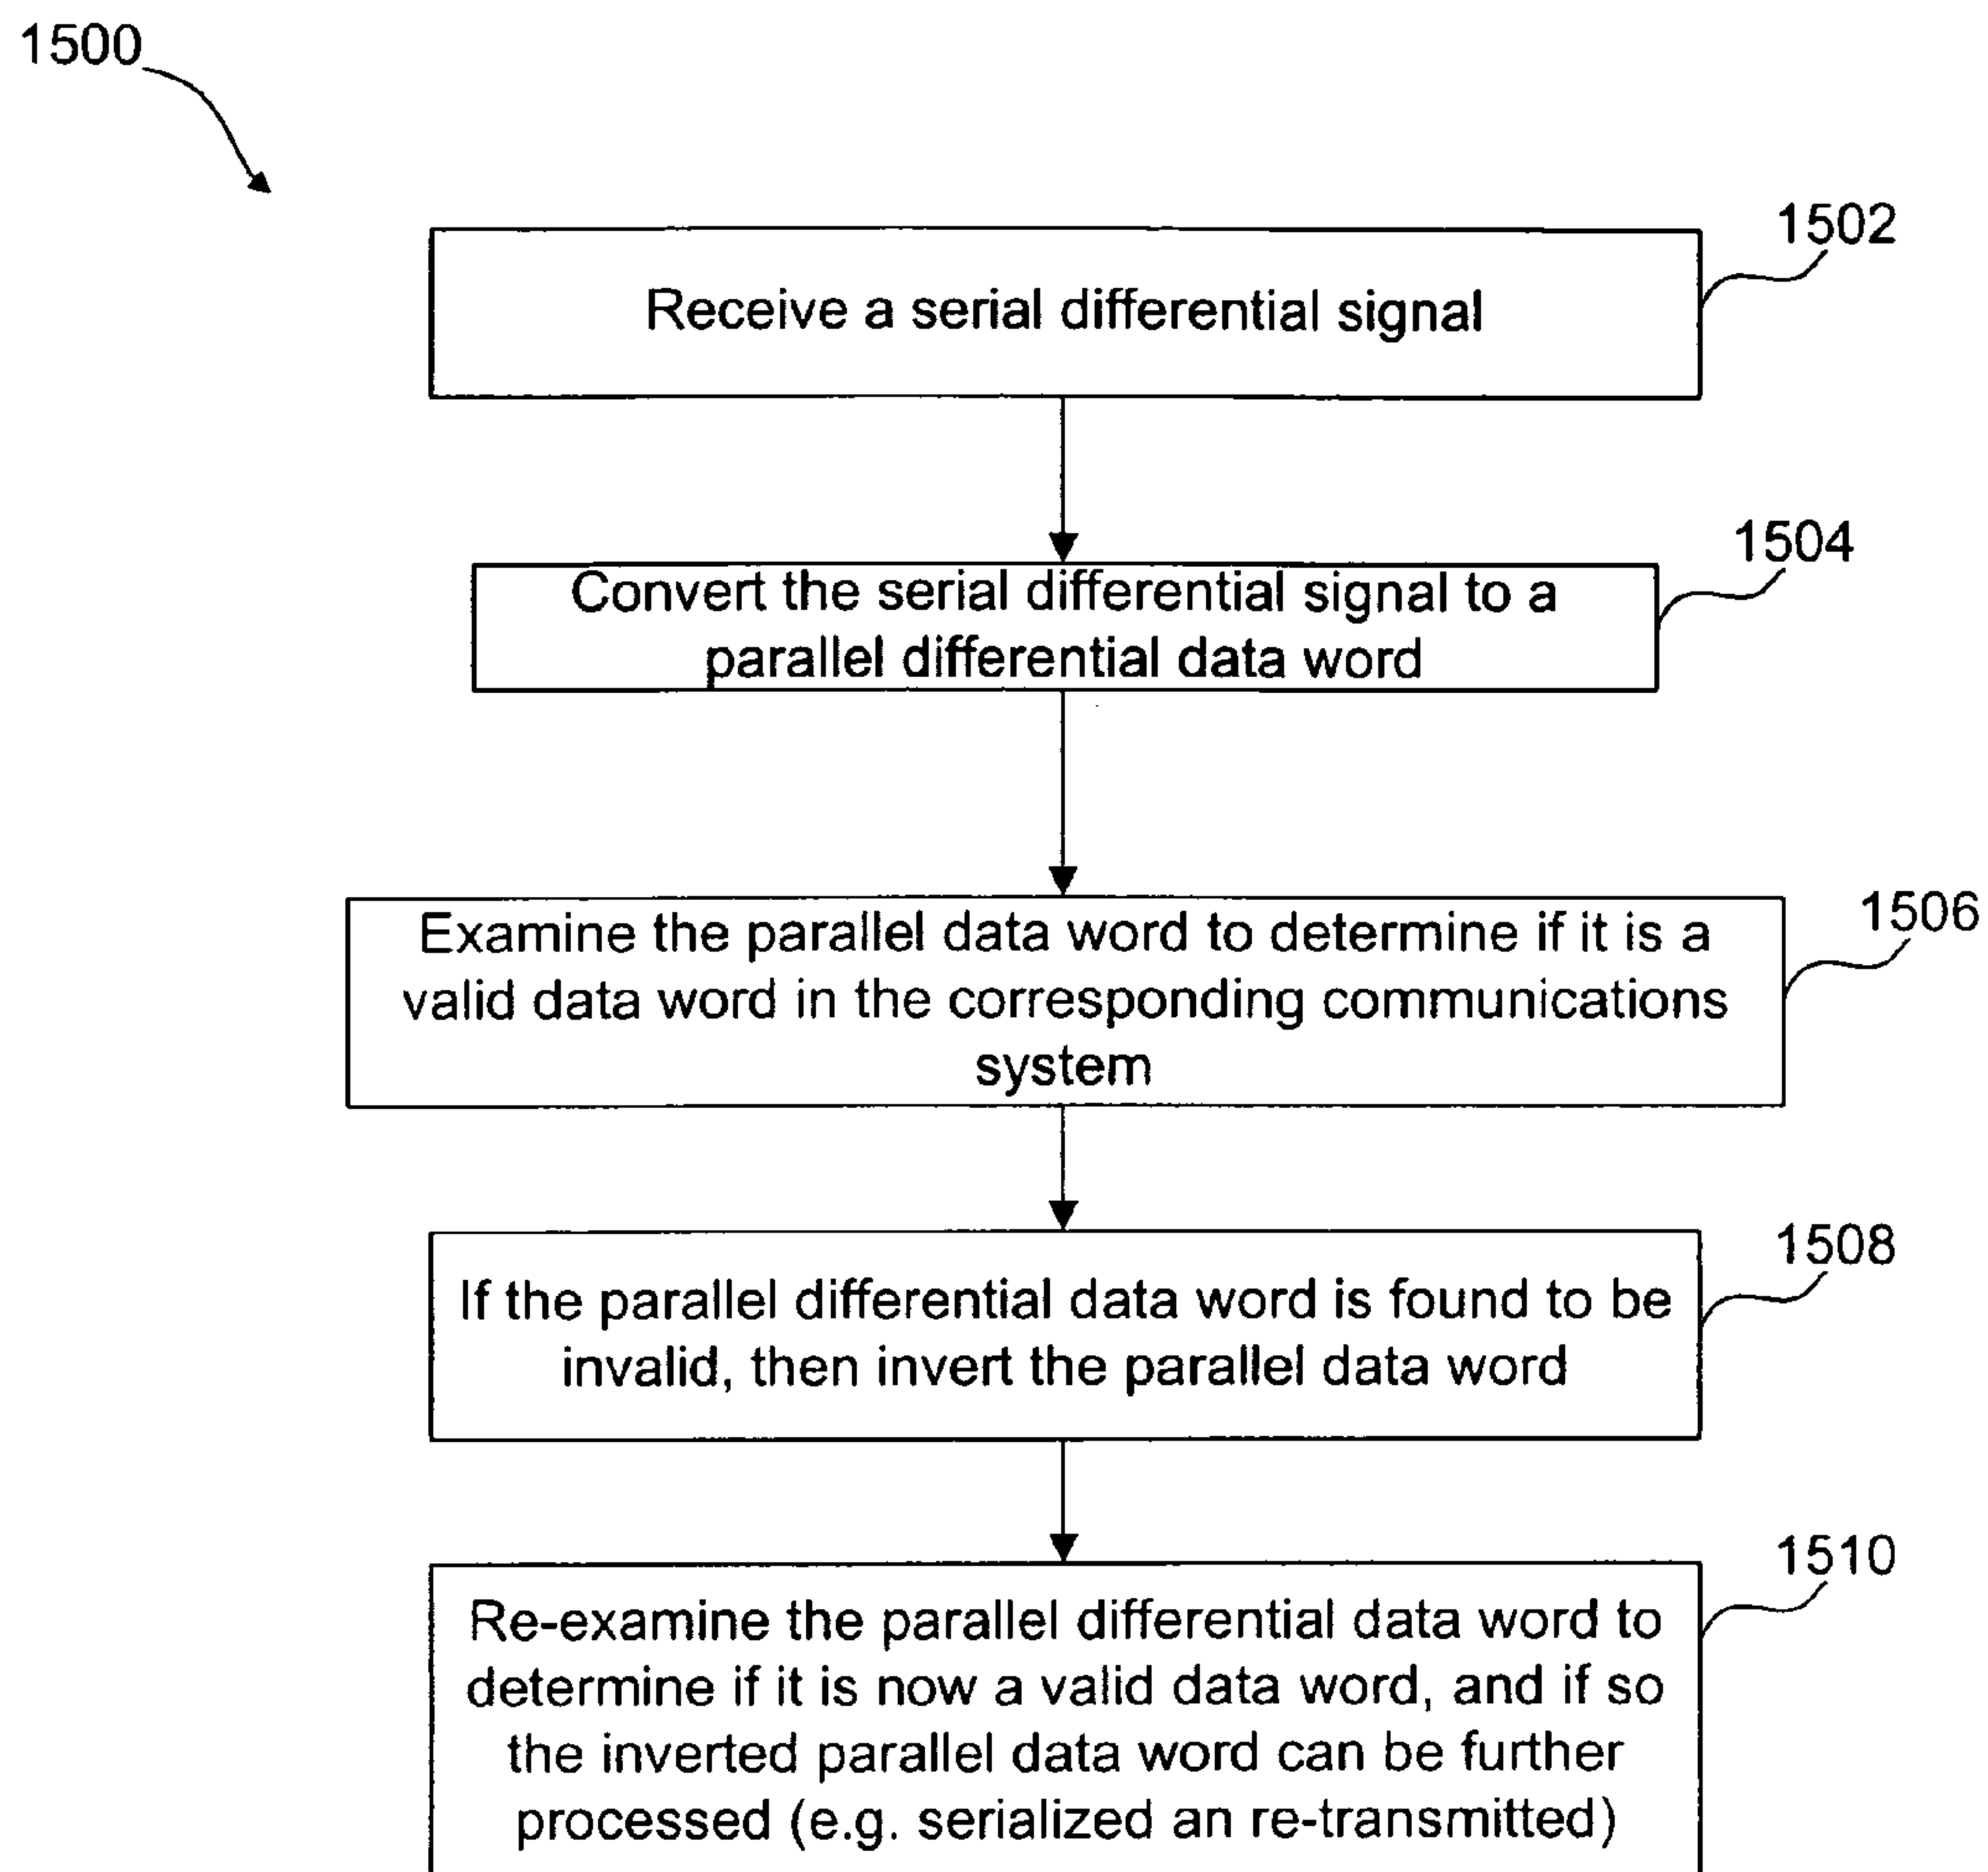 1500
1502
Receive a serial differential signal
1504
Convert the serial differential signal to a
parallel differential data word
1506
Examine the parallel data word to determine if it is a
valid data word in the corresponding communications
system
1508
If the parallel differential data word is found to be
invalid, then invert the parallel data word
1510
Re-examine the parallel differential data word to
determine if it is now a valid data word, and if so
the inverted parallel data word can be further
processed (e.g. serialized an re-transmitted)